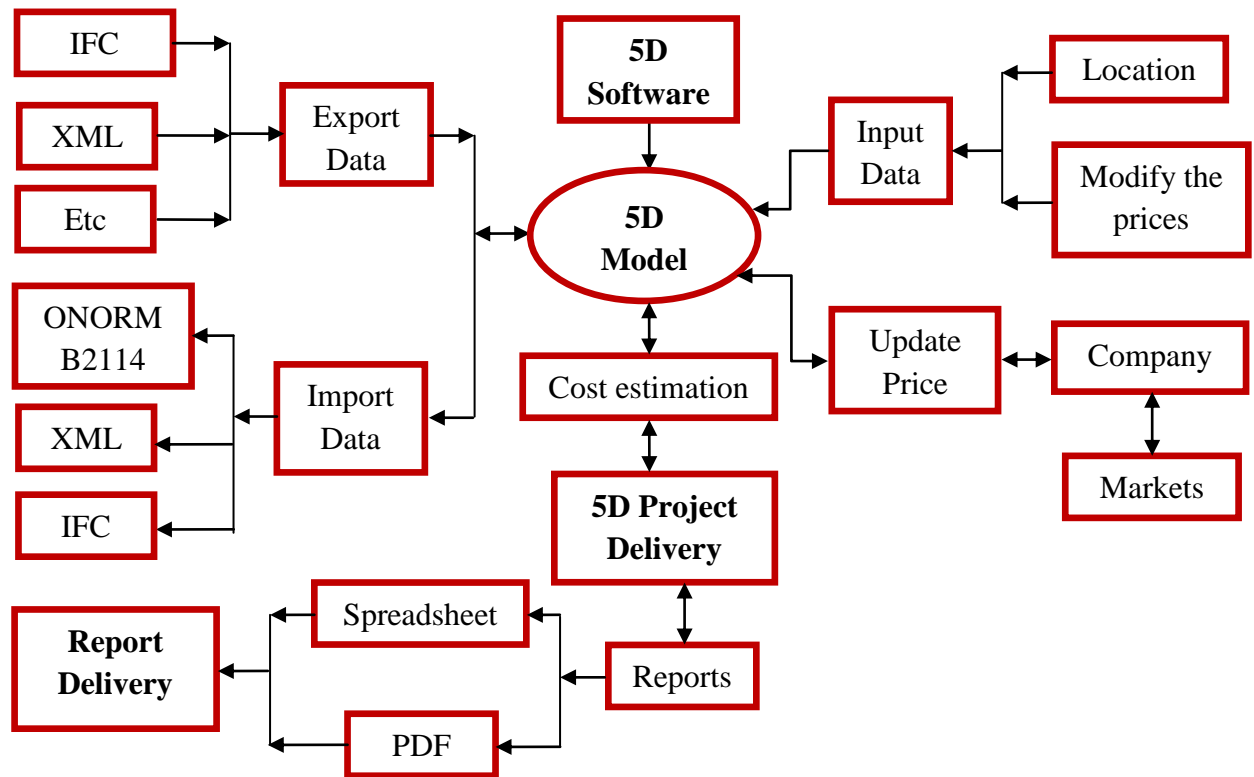 IFC
XML
Etc
Export
Data
5D
Software
5D
Model
Input
Data
Location
Modify the
prices
ONORM
B2114
XML
IFC
Import
Data
Cost estimation
Update
Price
Company
Markets
5D Project
Delivery
Report
Delivery
Spreadsheet
PDF
Reports